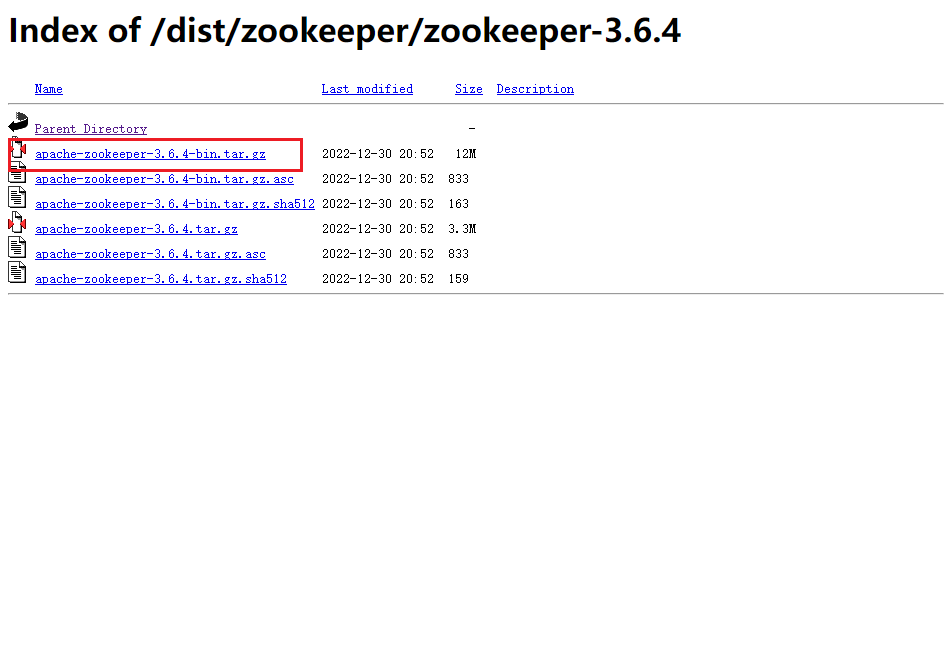 Index of /dist/zookeeper/zookeeper-3.6.4
Name Last modified Size Description
Parent Directory -
apache-zookeeper-3.6.4-bin.tar.gz 2022-12-30 20:52 12M
apache-zookeeper-3.6.4-bin.tar.gz.asc 2022-12-30 20:52 833
apache-zookeeper-3.6.4-bin.tar.gz.sha512 2022-12-30 20:52 163
apache-zookeeper-3.6.4.tar.gz 2022-12-30 20:52 3.3M
apache-zookeeper-3.6.4.tar.gz.asc 2022-12-30 20:52 833
apache-zookeeper-3.6.4.tar.gz.sha512 2022-12-30 20:52 159